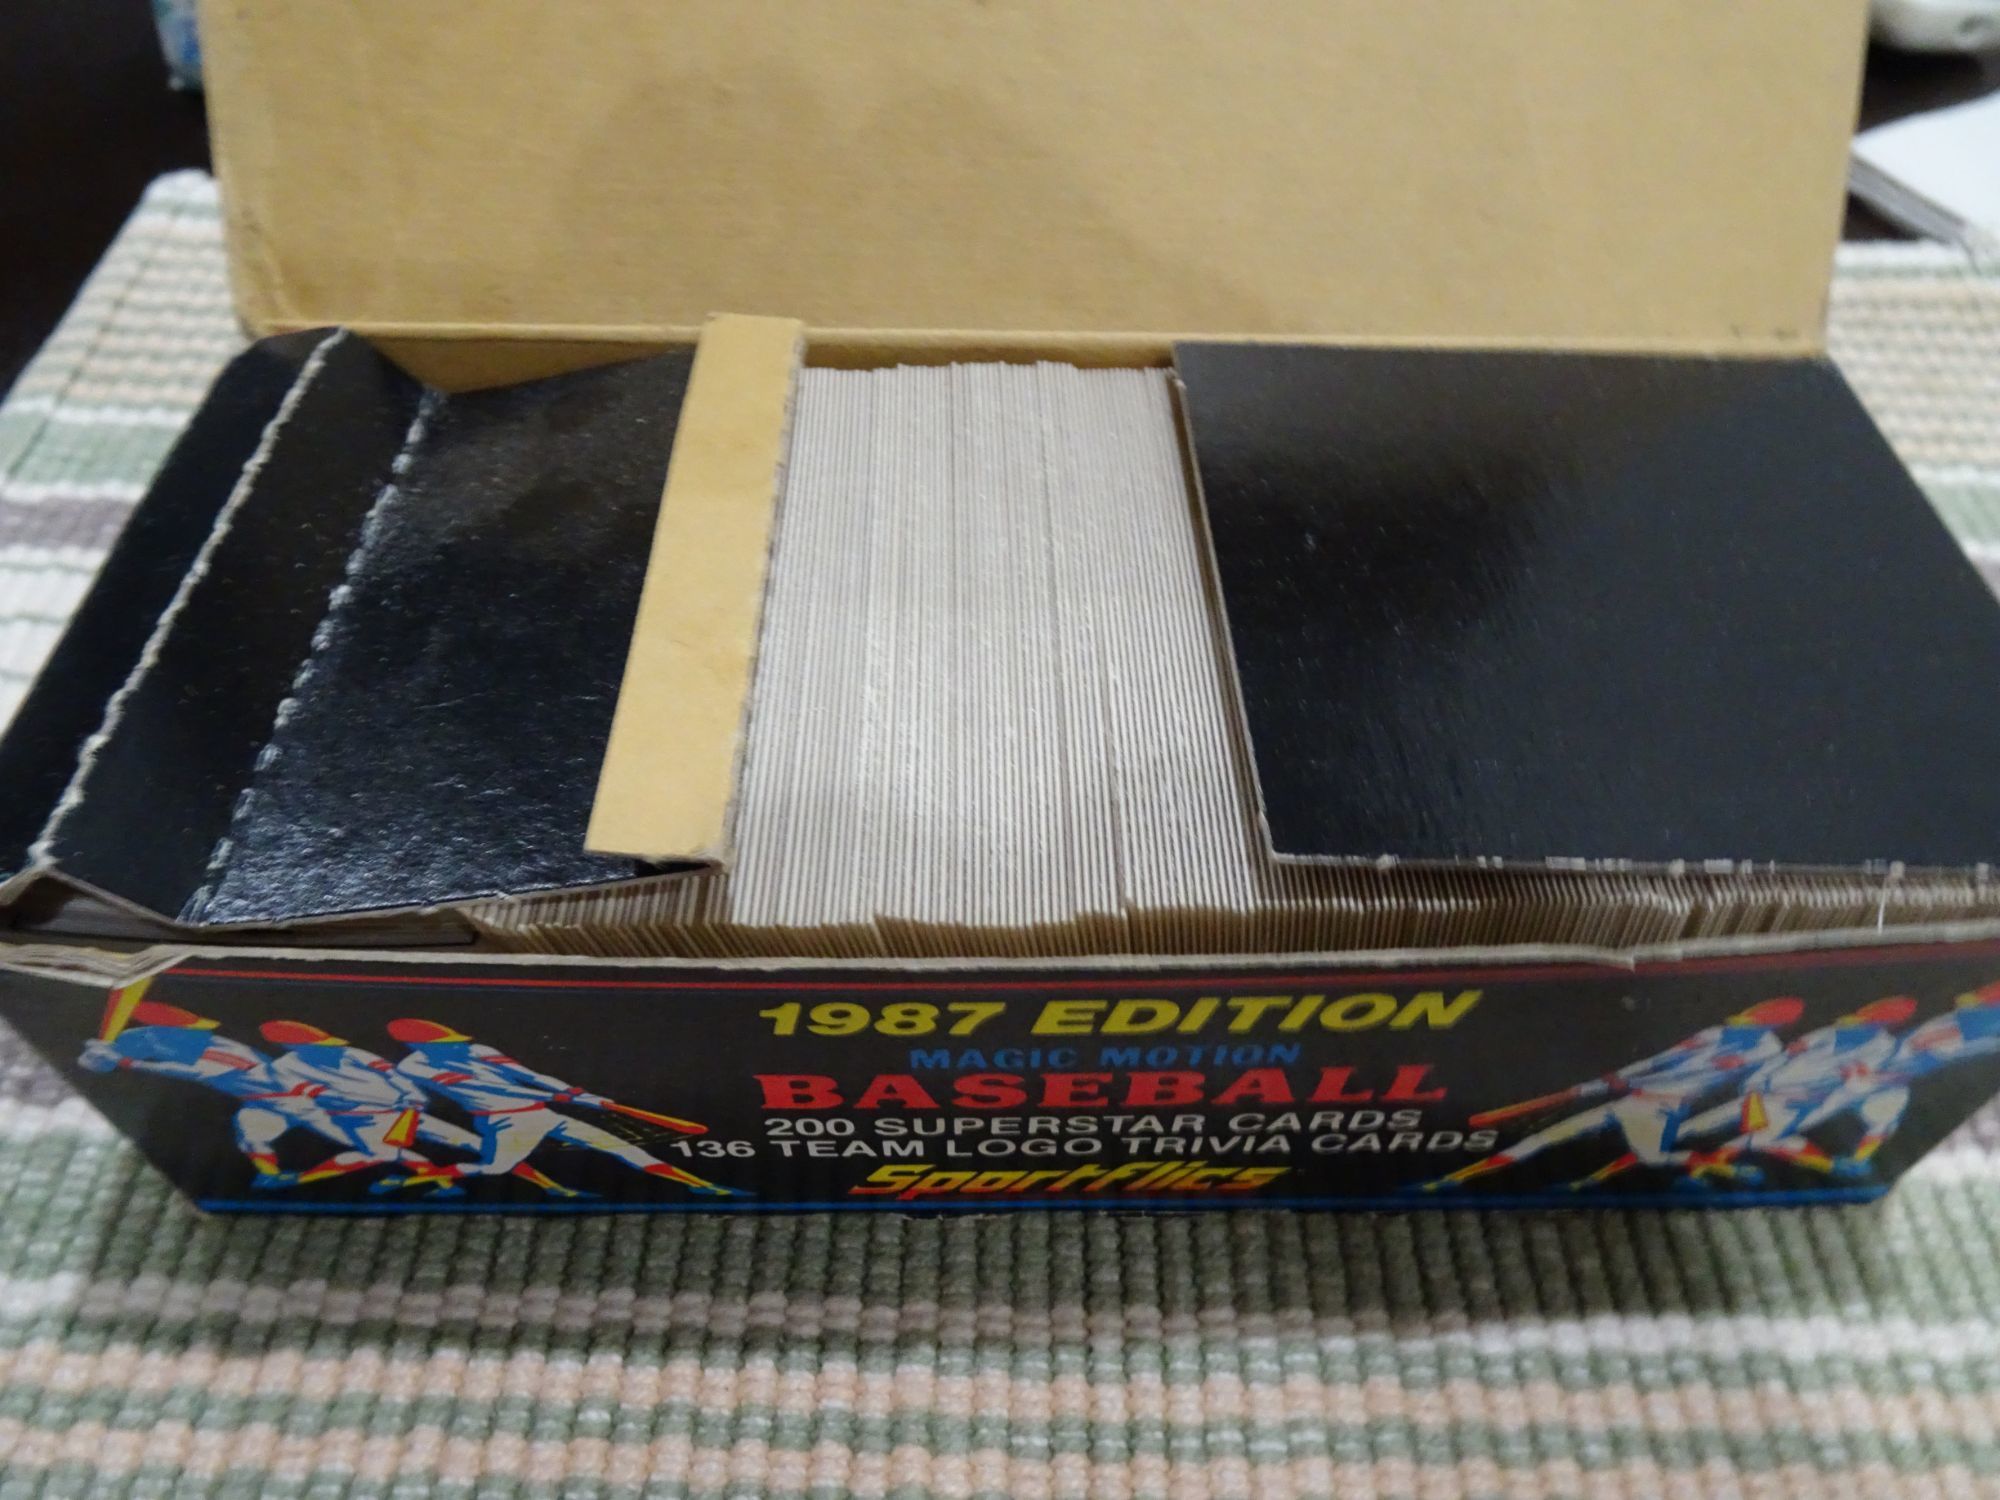 1987 EDITION
MAGIC MOTION
BASEBALL
200 SUPERSTAR CARDS
136 TEAM LOGO TRIVIA CARDS
Sportflics